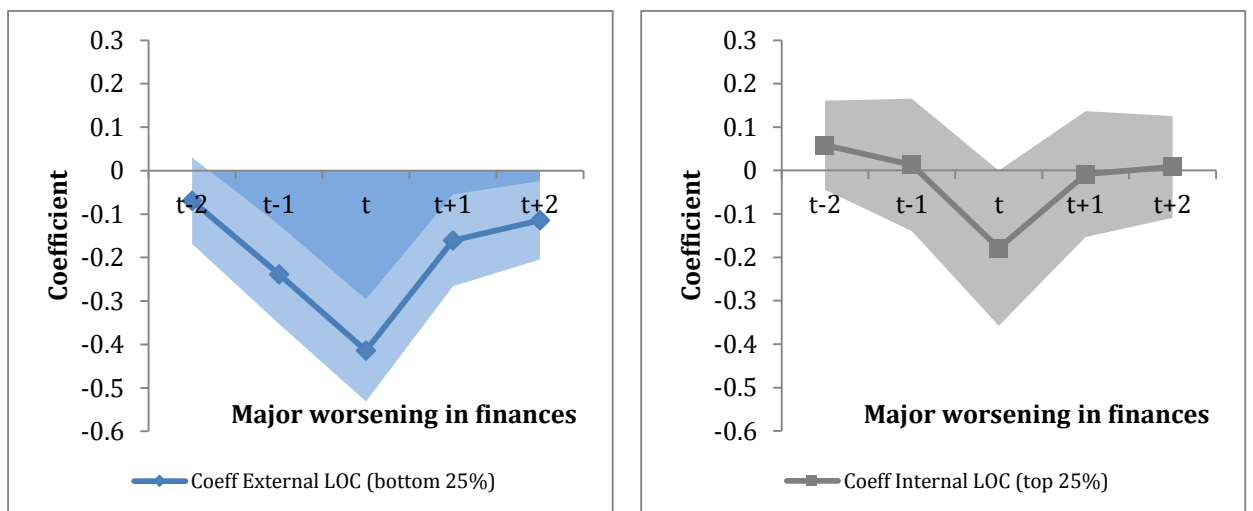 0.3
0.2
0.1
0
-0.1
-0.2
-0.3
-0.4
-0.5
-0.6
Coefficient
t-2 t-1 t t+1 t+2
Major worsening in finances
Coeff External LOC (bottom 25%)
0.3
0.2
0.1
0
-0.1
-0.2
-0.3
-0.4
-0.5
-0.6
Coefficient
t-2 t-1 t t+1 t+2
Major worsening in finances
Coeff Internal LOC (top 25%)